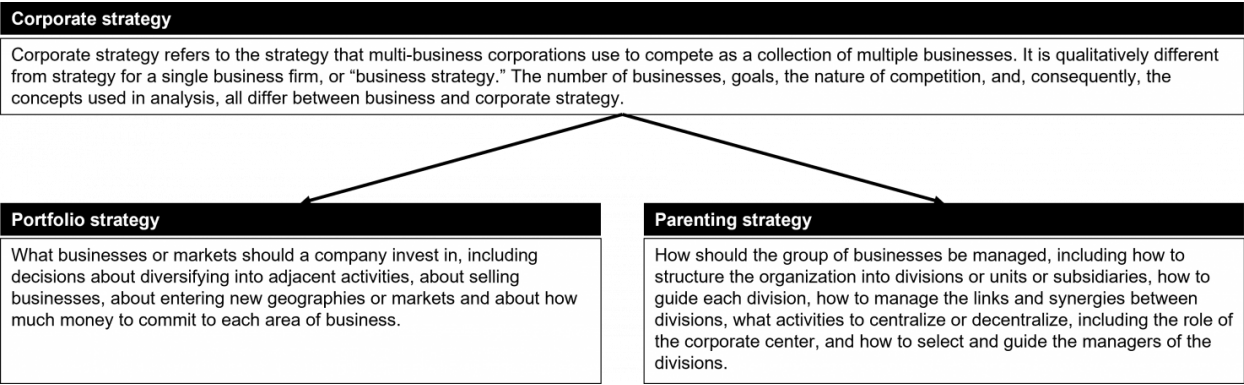 Corporate strategy
Corporate strategy refers to the strategy that multi-business corporations use to compete as a collection of multiple businesses. It is qualitatively different
from strategy for a single business firm, or “business strategy.” The number of businesses, goals, the nature of competition, and, consequently, the
concepts used in analysis, all differ between business and corporate strategy.
Portfolio strategy
What businesses or markets should a company invest in, including
decisions about diversifying into adjacent activities, about selling
businesses, about entering new geographies or markets and about how
much money to commit to each area of business.
Parenting strategy
How should the group of businesses be managed, including how to
structure the organization into divisions or units or subsidiaries, how to
guide each division, how to manage the links and synergies between
divisions, what activities to centralize or decentralize, including the role of
the corporate center, and how to select and guide the managers of the
divisions.